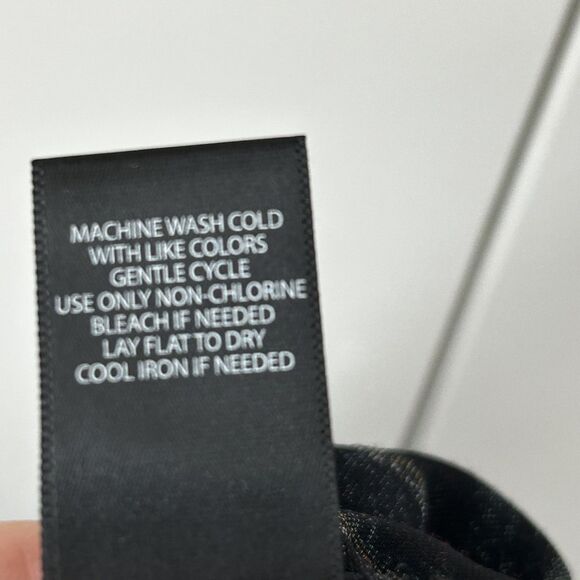 MACHINE WASH COLD
WITH LIKE COLORS
GENTLE CYCLE
USE ONLY NON-CHLORINE
BLEACH IF NEEDED
LAY FLAT TO DRY
COOL IRON IF NEEDED